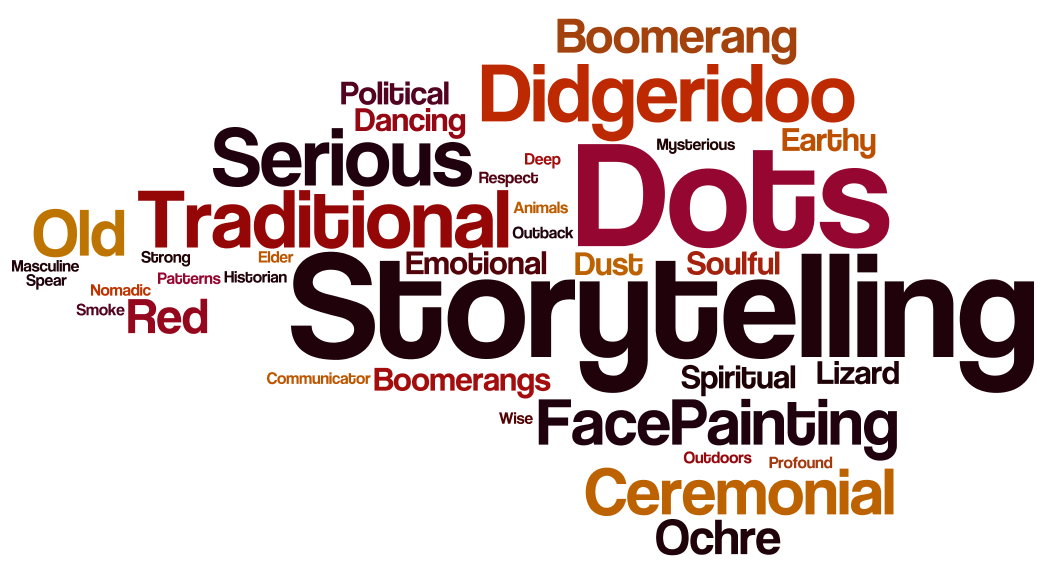 Boomerang
Didgeridoo
Political
Dancing
Serious
Mysterious
Earthy
Deep
Respect
Dots
Traditional
Animals
Old
Outback
Masculine
Strong
Elder
Emotional
Dust
Soulful
Spear
Patterns
Historian
Nomadic
Storytelling
Smoke
Red
Communicator
Boomerangs
Spiritual
Lizard
Wise
FacePainting
Outdoors
Profound
Ceremonial
Ochre